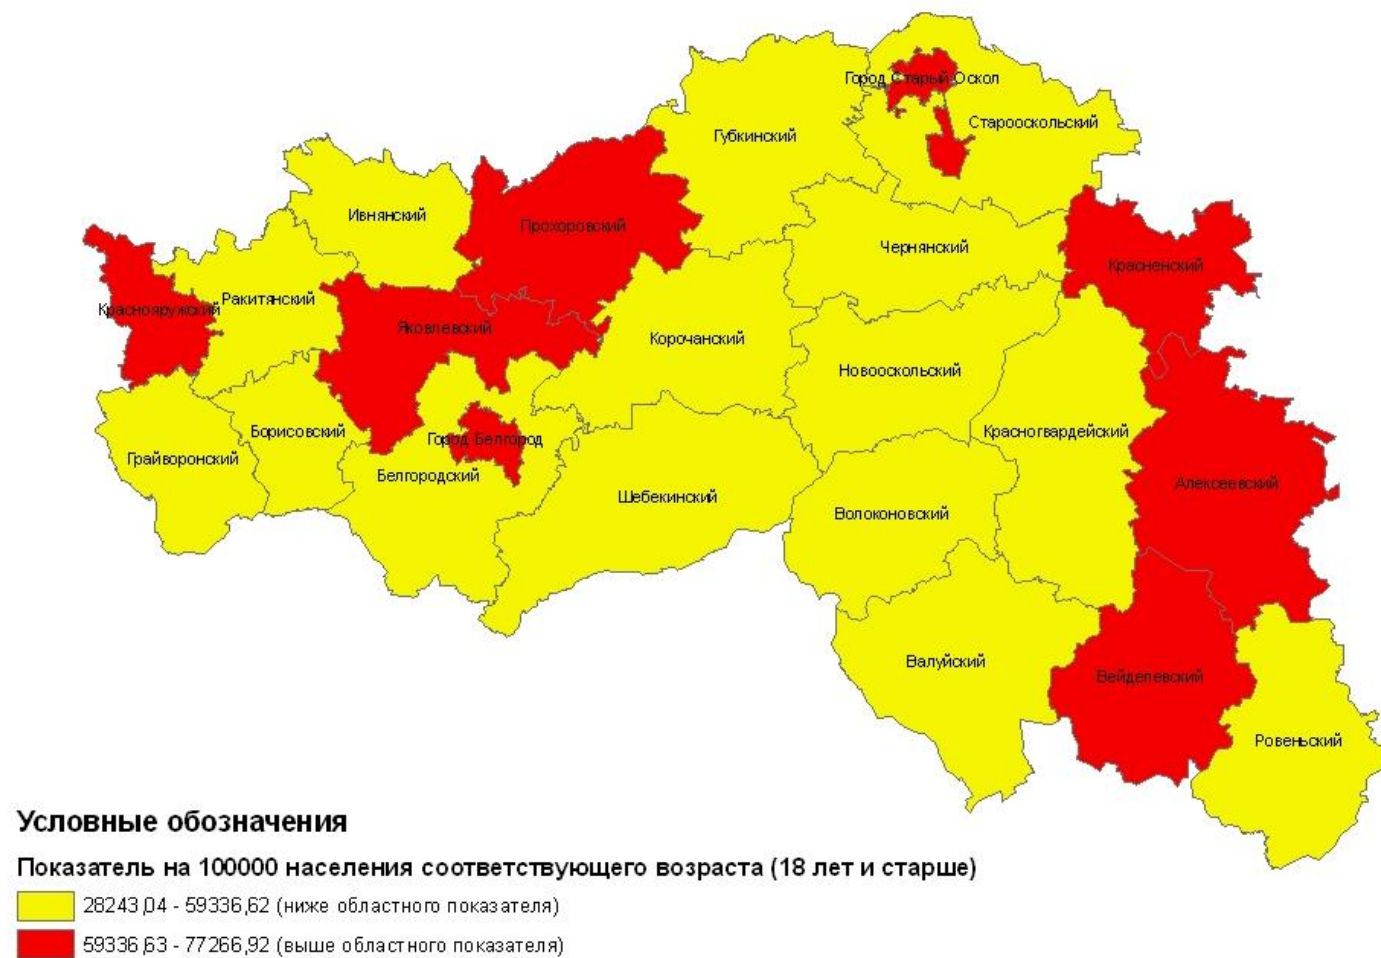 Город Старый Оскол
Старооскольский
Губкинский
Ивнянский
Прохоровский
Чернянский
Красненский
Ракитянский
Краснояружский
Яковлевский
Корочанский
Новооскольский
Борисовский
Город Белгород
Красногвардейский
Грайворонский
Белгородский
Шебекинский
Алексеевский
Волоконовский
Валуйский
Вейделевский
Ровеньский
Условные обозначения
Показатель на 100000 населения соответствующего возраста (18 лет и старше)
28243,04 - 59336,62 (ниже областного показателя)
59336,63 - 77266,92 (выше областного показателя)